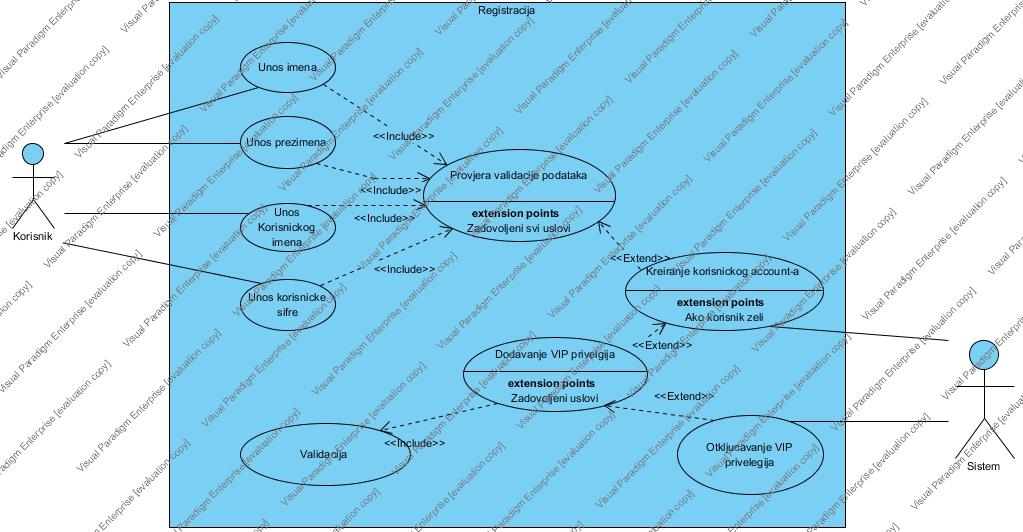 Registracija
Unos imena
<<Include>>
Unos prezimena
Provjera validacije podataka
<<Include>>
extension points
Zadovoljeni svi uslovi
Unos
Korisnickog
imena
<<Include>>
Korisnik
<<Extend>>
<<Include>>
Kreiranje korisnickog account-a
extension points
Ako korisnik zeli
Unos korisnicke
sifre
<<Extend>>
Dodavanje VIP privelgija
extension points
Zadovoljeni uslovi
<<Extend>>
<<Include>>
Validacija
Otkljucavanje VIP
privelegija
Sistem
Visual Paradigm Enterprise [evaluation copy]